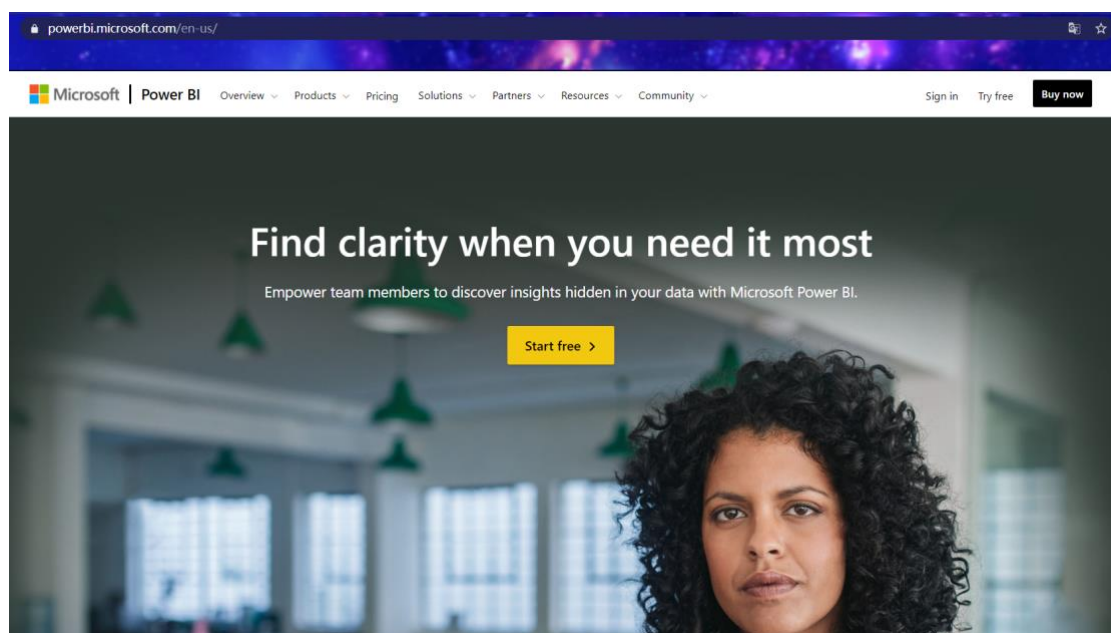 powerbi.microsoft.com/en-us/
Microsoft | Power BI Overview Products Pricing Solutions Partners Resources Community Sign in Try free Buy now
Find clarity when you need it most
Empower team members to discover insights hidden in your data with Microsoft Power BI.
Start free >